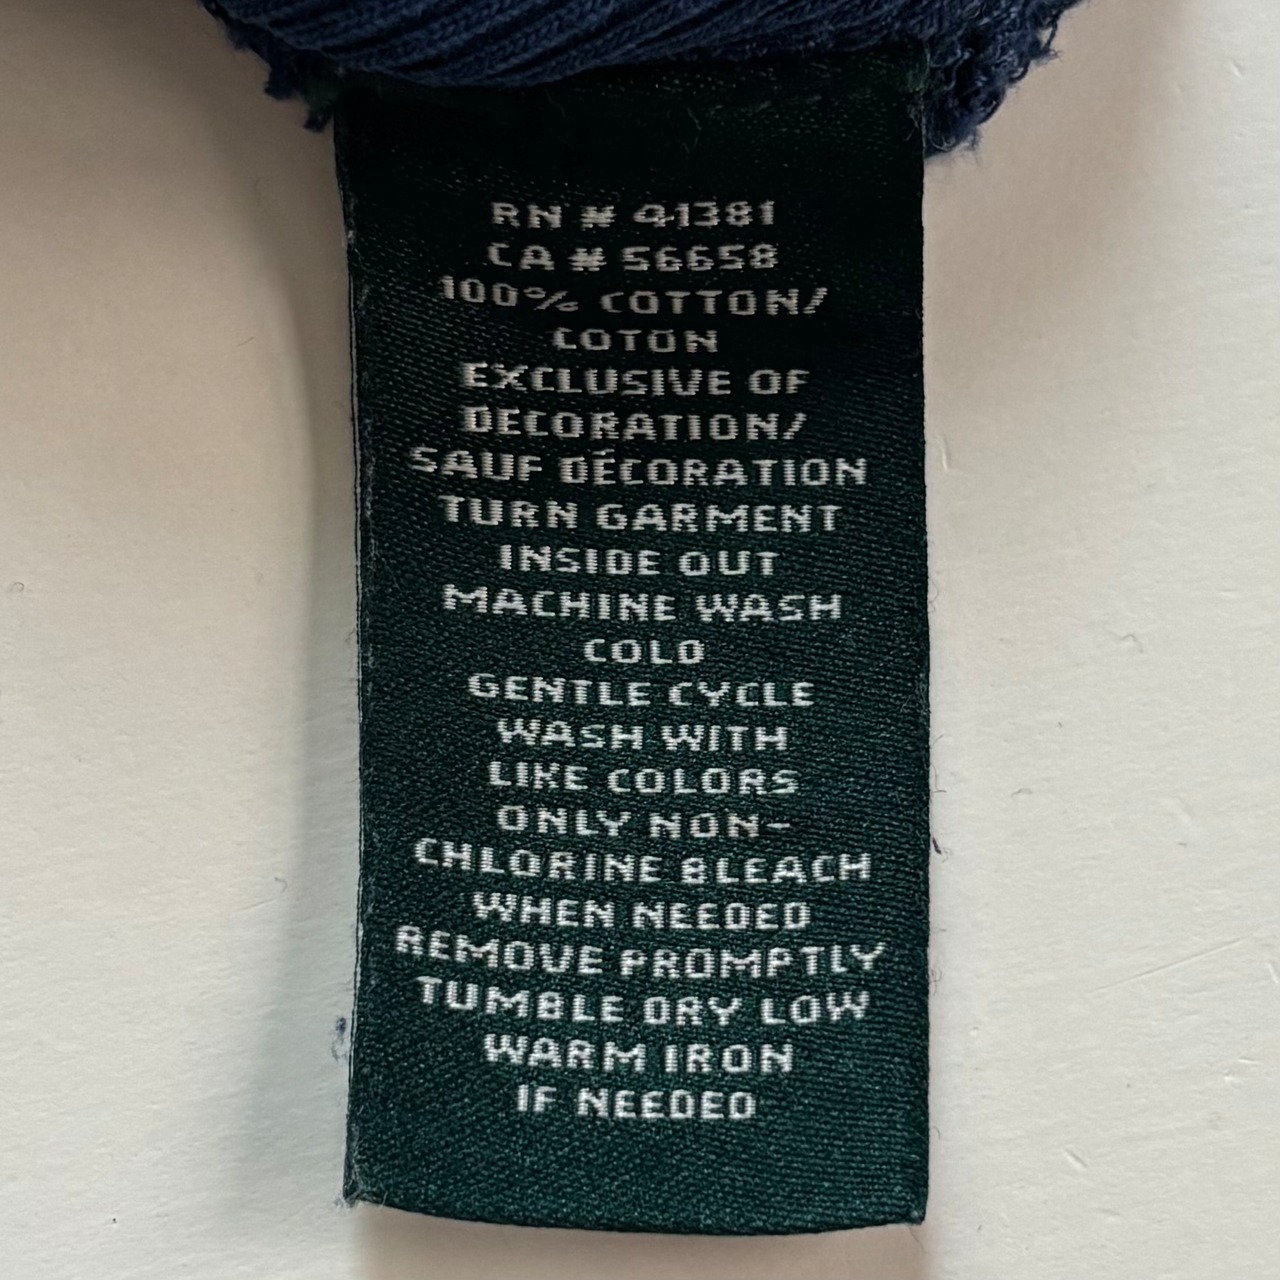 RN # 41381
CA # 56658
100% COTTON/
COTON
EXCLUSIVE OF
DECORATION/
SAUF DÉCORATION
TURN GARMENT
INSIDE OUT
MACHINE WASH
COLD
GENTLE CYCLE
WASH WITH
LIKE COLORS
ONLY NON-
CHLORINE BLEACH
WHEN NEEDED
REMOVE PROMPTLY
TUMBLE DRY LOW
WARM IRON
IF NEEDED